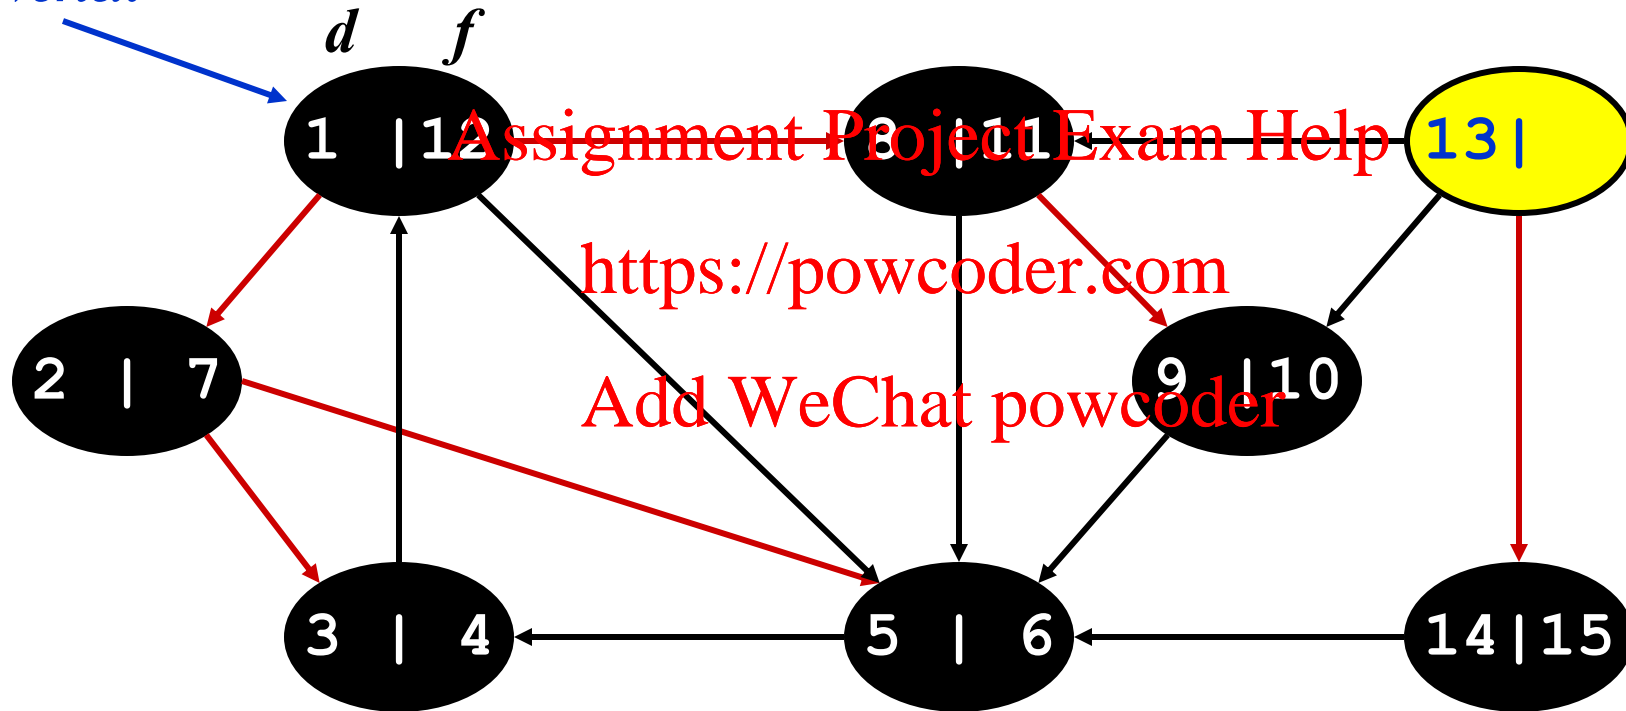 d f
1 |12 8 |11 13|
Assignment Project Exam Help
https://powcoder.com
2 | 7 9 |10
Add WeChat powcoder
3 | 4 5 | 6 14|15